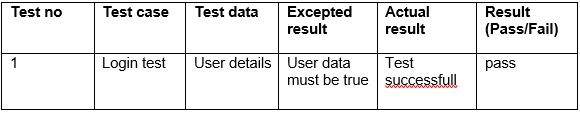 Test no Test case Test data Excepted result Actual result Result (Pass/Fail)
1 Login test User details User data must be true Test successfull pass